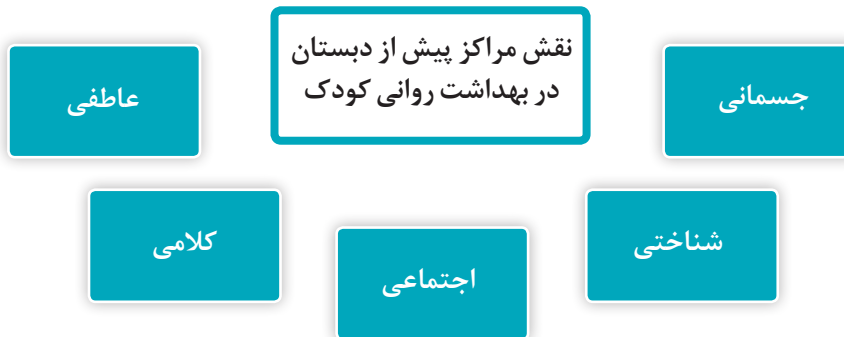 نقش مراکز پیش از دبستان
در بهداشت روانی کودک
جسمانی
شناختی
اجتماعی
کلامی
عاطفی